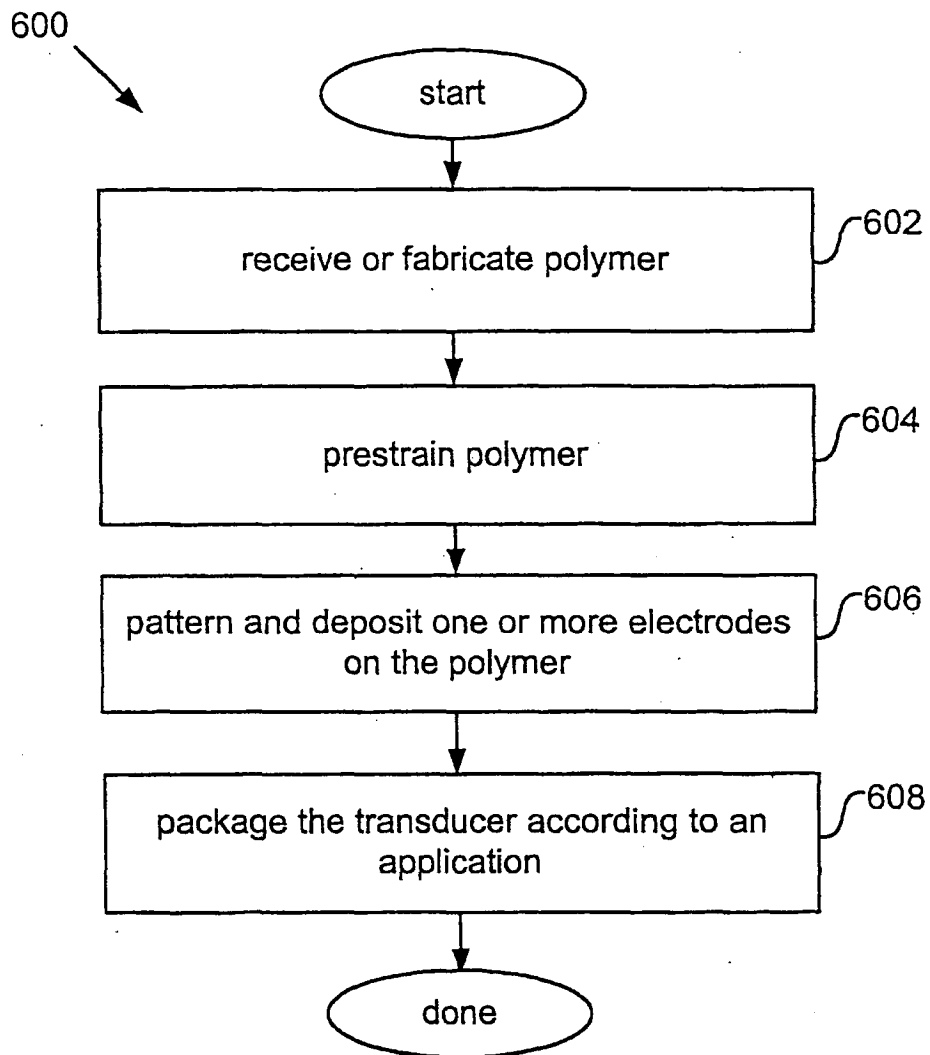 600
start
receive or fabricate polymer
602
prestrain polymer
604
pattern and deposit one or more electrodes
on the polymer
606
package the transducer according to an
application
608
done